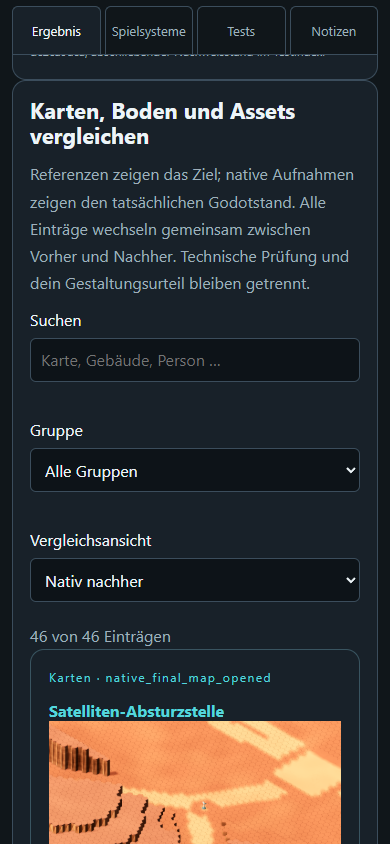 Ergebnis
Spielsysteme
Tests
Notizen
Karten, Boden und Assets
vergleichen
Referenzen zeigen das Ziel; native Aufnahmen
zeigen den tatsächlichen Godotstand. Alle
Einträge wechseln gemeinsam zwischen
Vorher und Nachher. Technische Prüfung und
dein Gestaltungsurteil bleiben getrennt.
Suchen
Karte, Gebäude, Person ...
Gruppe
Alle Gruppen
Vergleichsansicht
Nativ nachher
46 von 46 Einträgen
Karten · native_final_map_opened
Satelliten-Absturzstelle